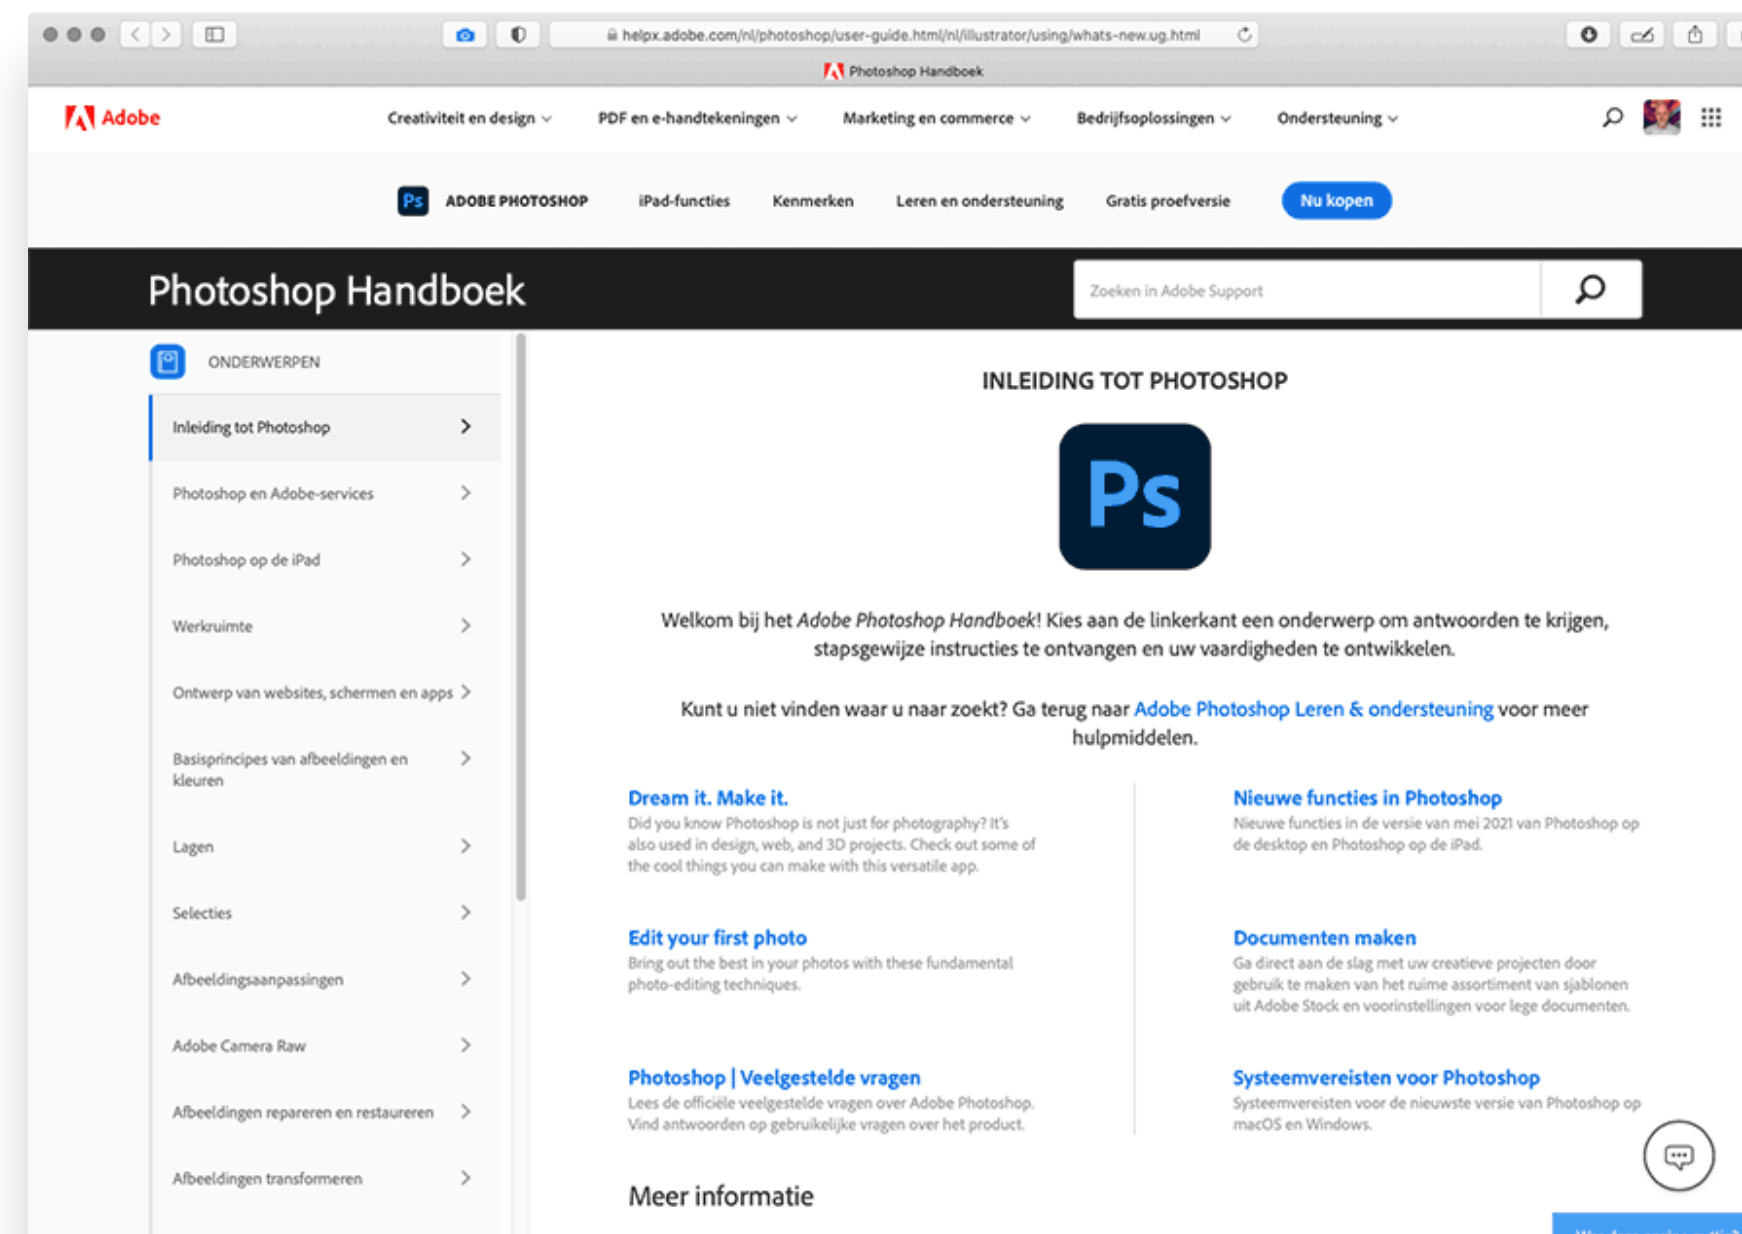 helpx.adobe.com/nl/photoshop/user-guide.html/nl/illustrator/using/whats-new.ug.html
Photoshop Handboek
Adobe
Creativiteit en design
PDF en e-handtekeningen
Marketing en commerce
Bedrijfsoplossingen
Ondersteuning
Ps
ADOBE PHOTOSHOP
iPad-functies
Kenmerken
Leren en ondersteuning
Gratis proefversie
Nu kopen
Photoshop Handboek
Zoeken in Adobe Support
ONDERWERPEN
Inleiding tot Photoshop
Photoshop en Adobe-services
Photoshop op de iPad
Werkruimte
Ontwerp van websites, schermen en apps
Basisprincipes van afbeeldingen en
kleuren
Lagen
Selecties
Afbeeldingsaanpassingen
Adobe Camera Raw
Afbeeldingen repareren en restaureren
Afbeeldingen transformeren
INLEIDING TOT PHOTOSHOP
Ps
Welkom bij het Adobe Photoshop Handboek! Kies aan de linkerkant een onderwerp om antwoorden te krijgen,
stapsgewijze instructies te ontvangen en uw vaardigheden te ontwikkelen.
Kunt u niet vinden waar u naar zoekt? Ga terug naar Adobe Photoshop Leren & ondersteuning voor meer
hulpmiddelen.
Dream it. Make it.
Did you know Photoshop is not just for photography? It's
also used in design, web, and 3D projects. Check out some of
the cool things you can make with this versatile app.
Nieuwe functies in Photoshop
Nieuwe functies in de versie van mei 2021 van Photoshop op
de desktop en Photoshop op de iPad.
Edit your first photo
Bring out the best in your photos with these fundamental
photo-editing techniques.
Documenten maken
Ga direct aan de slag met uw creatieve projecten door
gebruik te maken van het ruime assortiment van sjablonen
uit Adobe Stock en voorinstellingen voor lege documenten.
Photoshop | Veelgestelde vragen
Lees de officiële veelgestelde vragen over Adobe Photoshop.
Vind antwoorden op gebruikelijke vragen over het product.
Systeemvereisten voor Photoshop
Systeemvereisten voor de nieuwste versie van Photoshop op
macOS en Windows.
Meer informatie